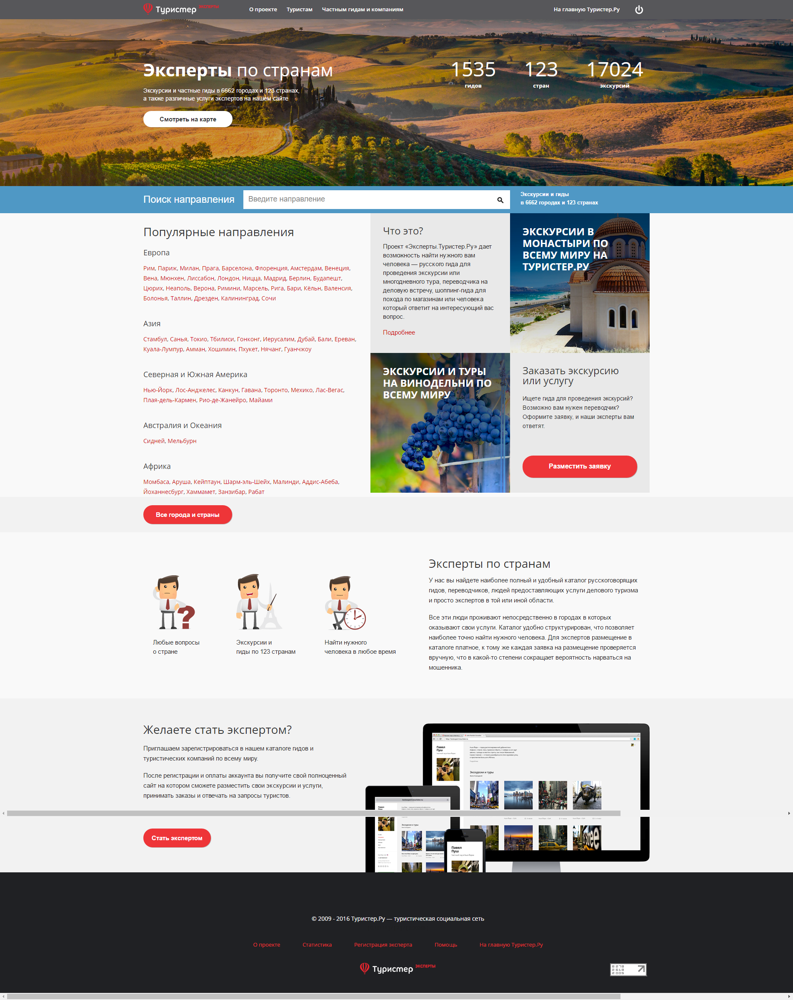 Туристер ЭКСПЕРТЫ
О проекте Туристам Частным гидам и компаниям На главную Туристер.Ру
Эксперты по странам
Экскурсии и частные гиды в 6662 городах и 123 странах,
а также различные услуги экспертов на нашем сайте
Смотреть на карте
1535 123 17024
гидов стран экскурсий
Поиск направления
Введите направление
Экскурсии и гиды
в 6662 городах и 123 странах
Популярные направления
Европа
Рим, Париж, Милан, Прага, Барселона, Флоренция, Амстердам, Венеция,
Вена, Мюнхен, Лиссабон, Лондон, Ницца, Мадрид, Берлин, Будапешт,
Цюрих, Неаполь, Верона, Римини, Марсель, Рига, Бари, Кёльн, Валенсия,
Болонья, Таллин, Дрезден, Калининград, Сочи
Азия
Стамбул, Санья, Токио, Тбилиси, Гонконг, Иерусалим, Дубай, Бали, Ереван,
Куала-Лумпур, Амман, Хошимин, Пхукет, Нячанг, Гуанчжоу
Северная и Южная Америка
Нью-Йорк, Лос-Анджелес, Канкун, Гавана, Торонто, Мехико, Лас-Вегас,
Плая-дель-Кармен, Рио-де-Жанейро, Майами
Австралия и Океания
Сидней, Мельбурн
Африка
Момбаса, Аруша, Кейптаун, Шарм-эль-Шейх, Малинди, Аддис-Абеба,
Йоханнесбург, Хаммамет, Занзибар, Рабат
Что это?
Проект «Эксперты.Туристер.Ру» дает
возможность найти нужного вам
человека — русского гида для
проведения экскурсии или
многодневного тура, переводчика на
деловую встречу, шоппинг-гида для
похода по магазинам или человека
который ответит на интересующий вас
вопрос.
Подробнее
ЭКСКУРСИИ В
МОНАСТЫРИ ПО
ВСЕМУ МИРУ НА
ТУРИСТЕР.РУ
ЭКСКУРСИИ И ТУРЫ
НА ВИНОДЕЛЬНИ ПО
ВСЕМУ МИРУ
Заказать экскурсию
или услугу
Ищете гида для проведения экскурсий?
Возможно вам нужен переводчик?
Оформите заявку, и наши эксперты вам
ответят.
Разместить заявку
Все города и страны
Любые вопросы
о стране
Экскурсии и
гиды по 123 странам
Найти нужного
человека в любое время
Эксперты по странам
У нас вы найдете наиболее полный и удобный каталог русскоговорящих
гидов, переводчиков, людей предоставляющих услуги делового туризма
и просто экспертов в той или иной области.
Все эти люди проживают непосредственно в городах в которых
оказывают свои услуги. Каталог удобно структурирован, что позволяет
наиболее точно найти нужного человека. Для экспертов размещение в
каталоге платное, к тому же каждая заявка на размещение проверяется
вручную, что в какой-то степени сокращает вероятность нарваться на
мошенника.
Желаете стать экспертом?
Приглашаем зарегистрироваться в нашем каталоге гидов и
туристических компаний по всему миру.
После регистрации и оплаты аккаунта вы получите свой полноценный
сайт на котором сможете разместить свои экскурсии и услуги,
принимать заказы и отвечать на запросы туристов.
Стать экспертом
Павел
Пуш
Экскурсии и туры
Павел
Пуш
Экскурсии и туры
Павел
Пуш
Частный гид в Нью-Йорке
© 2009 - 2016 Туристер.Ру — туристическая социальная сеть
О проекте Статистика Регистрация эксперта Помощь На главную Туристер.Ру
Туристер ЭКСПЕРТЫ
8 278
2 618
2 005